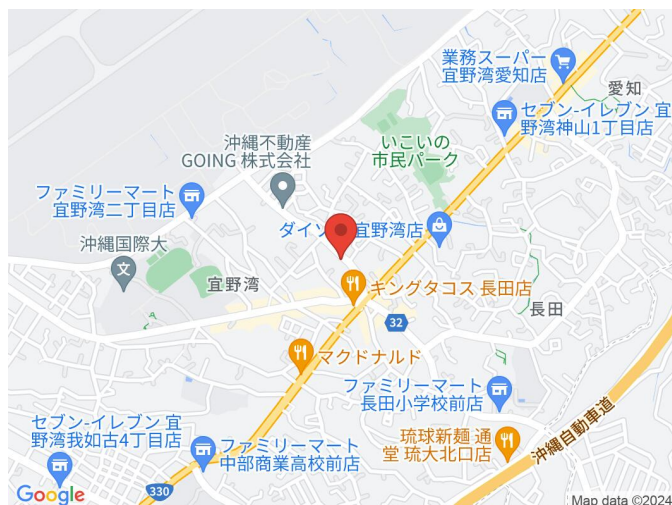 業務スーパー
宜野湾愛知店
愛知
セブン-イレブン 宜
野湾神山1丁目店
いこいの
市民パーク
沖縄不動産
GOING 株式会社
ファミリーマート
宜野湾二丁目店
ダイソ
宜野湾店
沖縄国際大
宜野湾
キングタコス 長田店
長田
32
マクドナルド
ファミリーマート
長田小学校前店
セブン-イレブン 宜
野湾我如古4丁目店
ファミリーマート
中部商業高校前店
琉球新麺 通
堂 琉大北口店
沖縄自動車道
330
Google
Map data ©2024